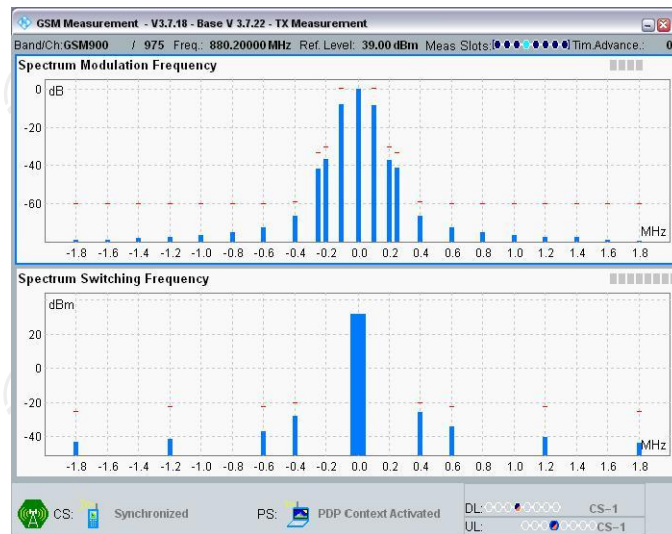 GSM Measurement - V3.7.18 - Base V 3.7.22 - TX Measurement
Band/Ch:GSM900 / 975 Freq.: 880.20000 MHz Ref. Level: 39.00 dBm Meas Slots: Tim.Advance.: 0
Spectrum Modulation Frequency
dB
0
-20
-40
-60
MHz
-1.8 -1.6 -1.4 -1.2 -1.0 -0.8 -0.6 -0.4 -0.2 0.0 0.2 0.4 0.6 0.8 1.0 1.2 1.4 1.6 1.8
Spectrum Switching Frequency
dBm
20
0
-20
-40
MHz
-1.8 -1.6 -1.4 -1.2 -1.0 -0.8 -0.6 -0.4 -0.2 0.0 0.2 0.4 0.6 0.8 1.0 1.2 1.4 1.6 1.8
CS: Synchronized PS: PDP Context Activated
DL: CS-1
UL: CS-1